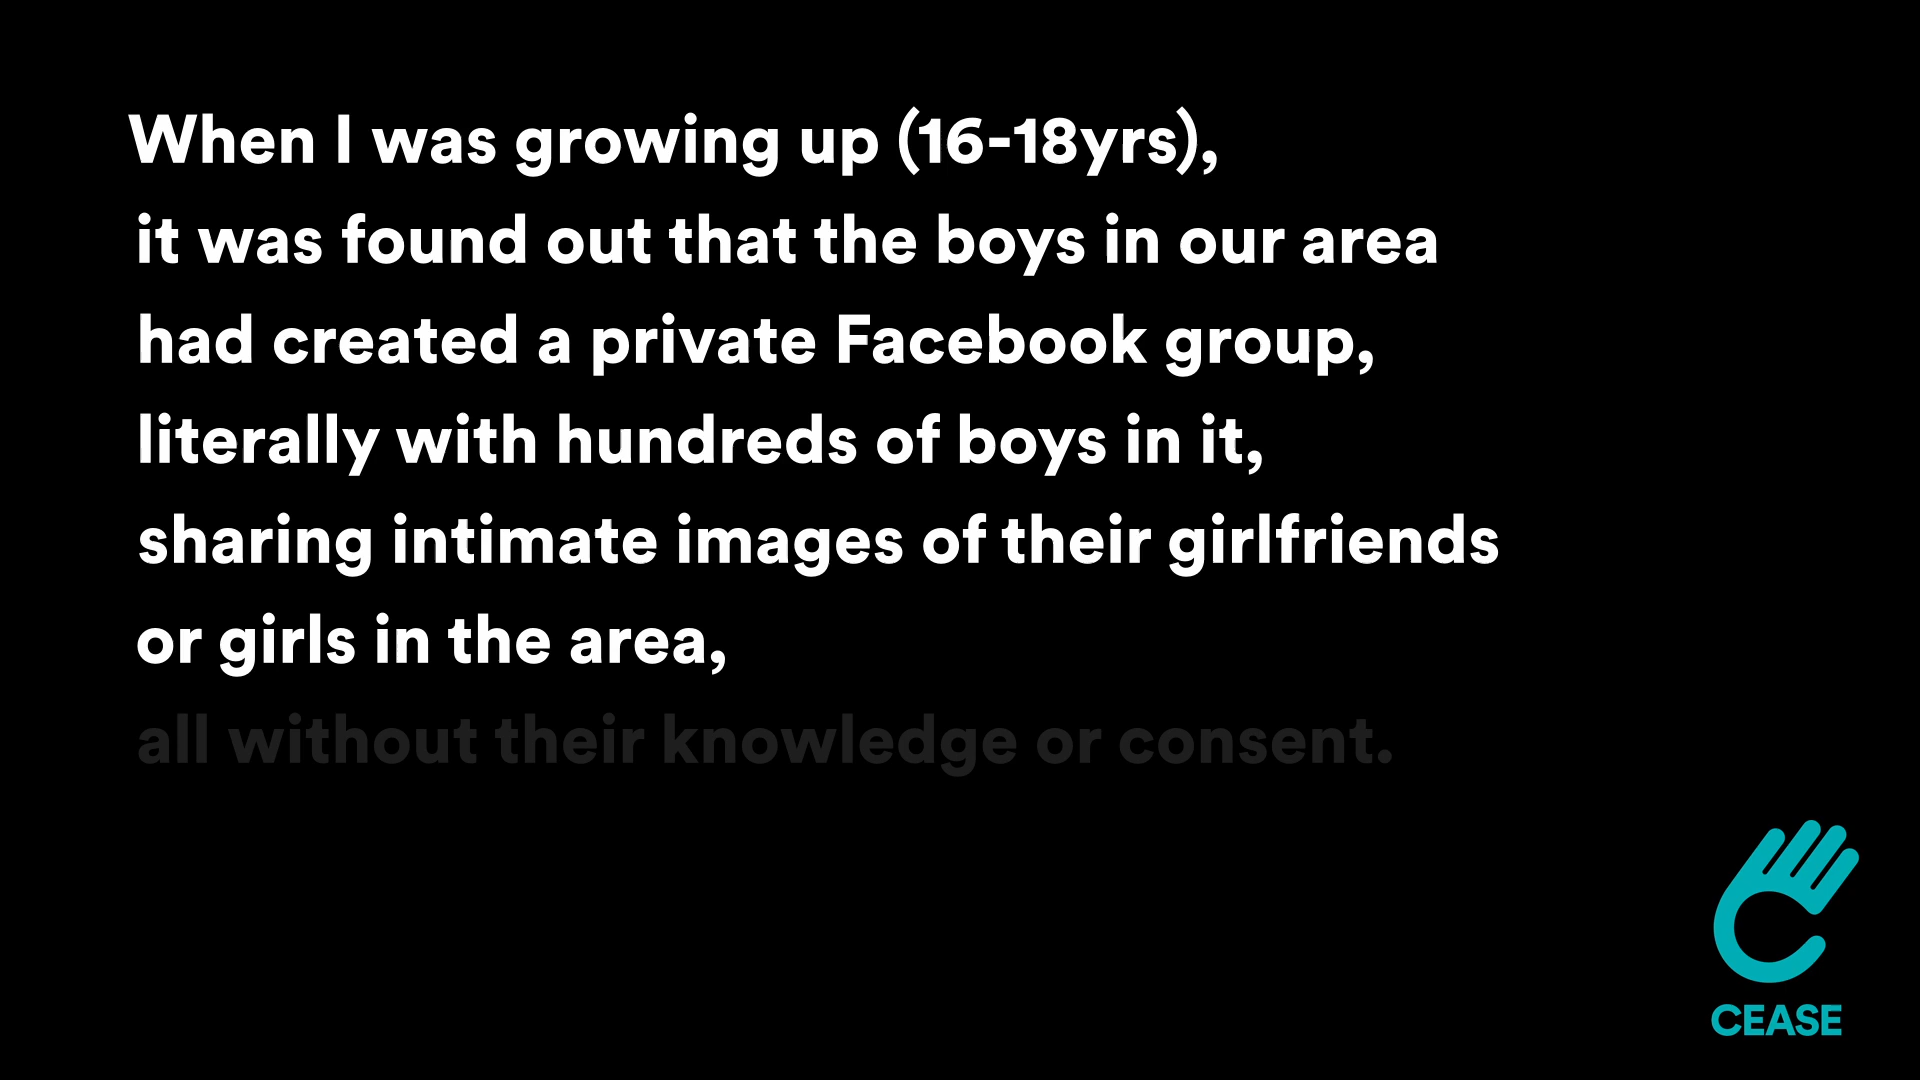 When I was growing up (16-18yrs),
it was found out that the boys in our area
had created a private Facebook group,
literally with hundreds of boys in it,
sharing intimate images of their girlfriends
or girls in the area,
all without their knowledge or consent.
CEASE